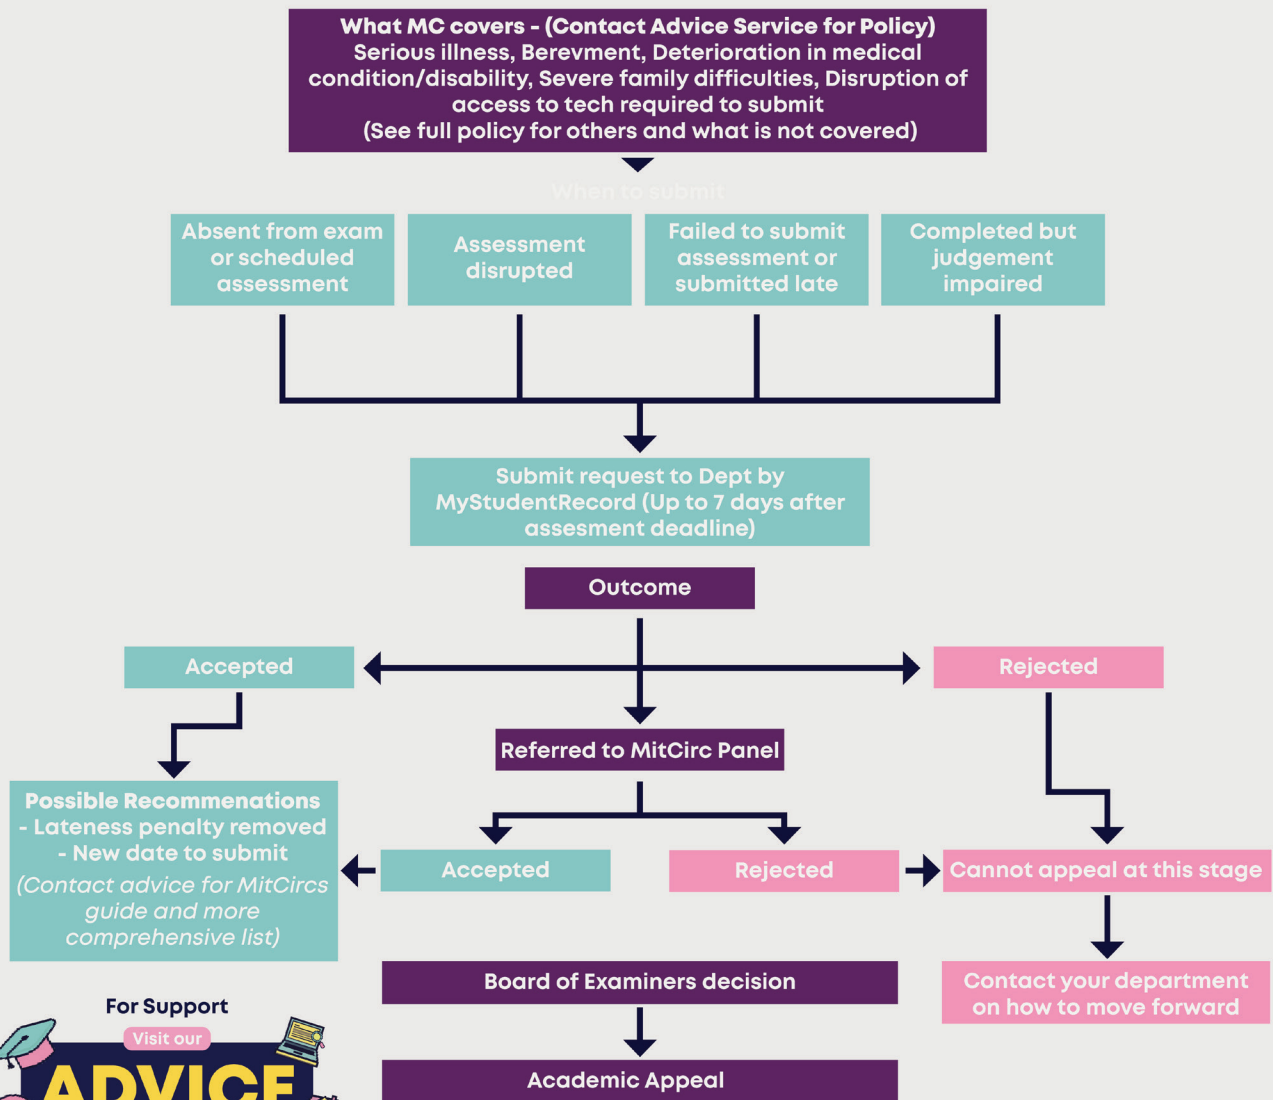 What MC covers - (Contact Advice Service for Policy)
Serious illness, Berevment, Deterioration in medical
condition/disability, Severe family difficulties, Disruption of
access to tech required to submit
(See full policy for others and what is not covered)
When to submit
Absent from exam
or scheduled
assessment
Assessment
disrupted
Failed to submit
assessment or
submitted late
Completed but
judgement
impaired
Submit request to Dept by
MyStudentRecord (Up to 7 days after
assesment deadline)
Outcome
Accepted
Rejected
Referred to MitCirc Panel
Possible Recommenations
- Lateness penalty removed
- New date to submit
(Contact advice for MitCircs
guide and more
comprehensive list)
Accepted
Rejected
Cannot appeal at this stage
Board of Examiners decision
Contact your department
on how to move forward
For Support
Visit our
ADVICE
Academic Appeal